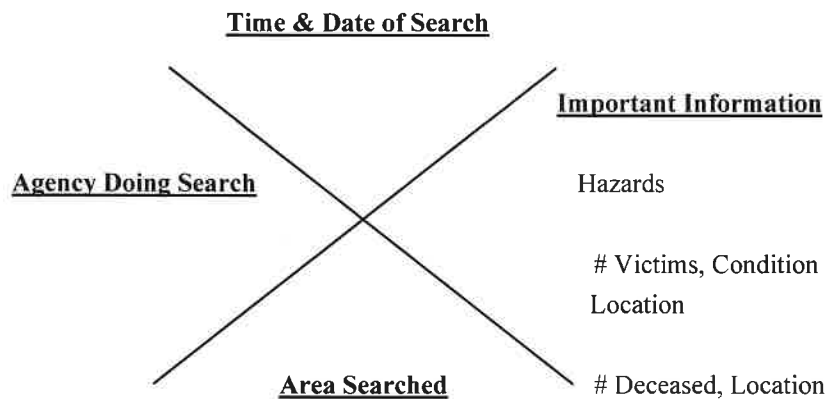 Time & Date of Search
Important Information
Agency Doing Search
Hazards
# Victims, Condition
Location
Area Searched
# Deceased, Location